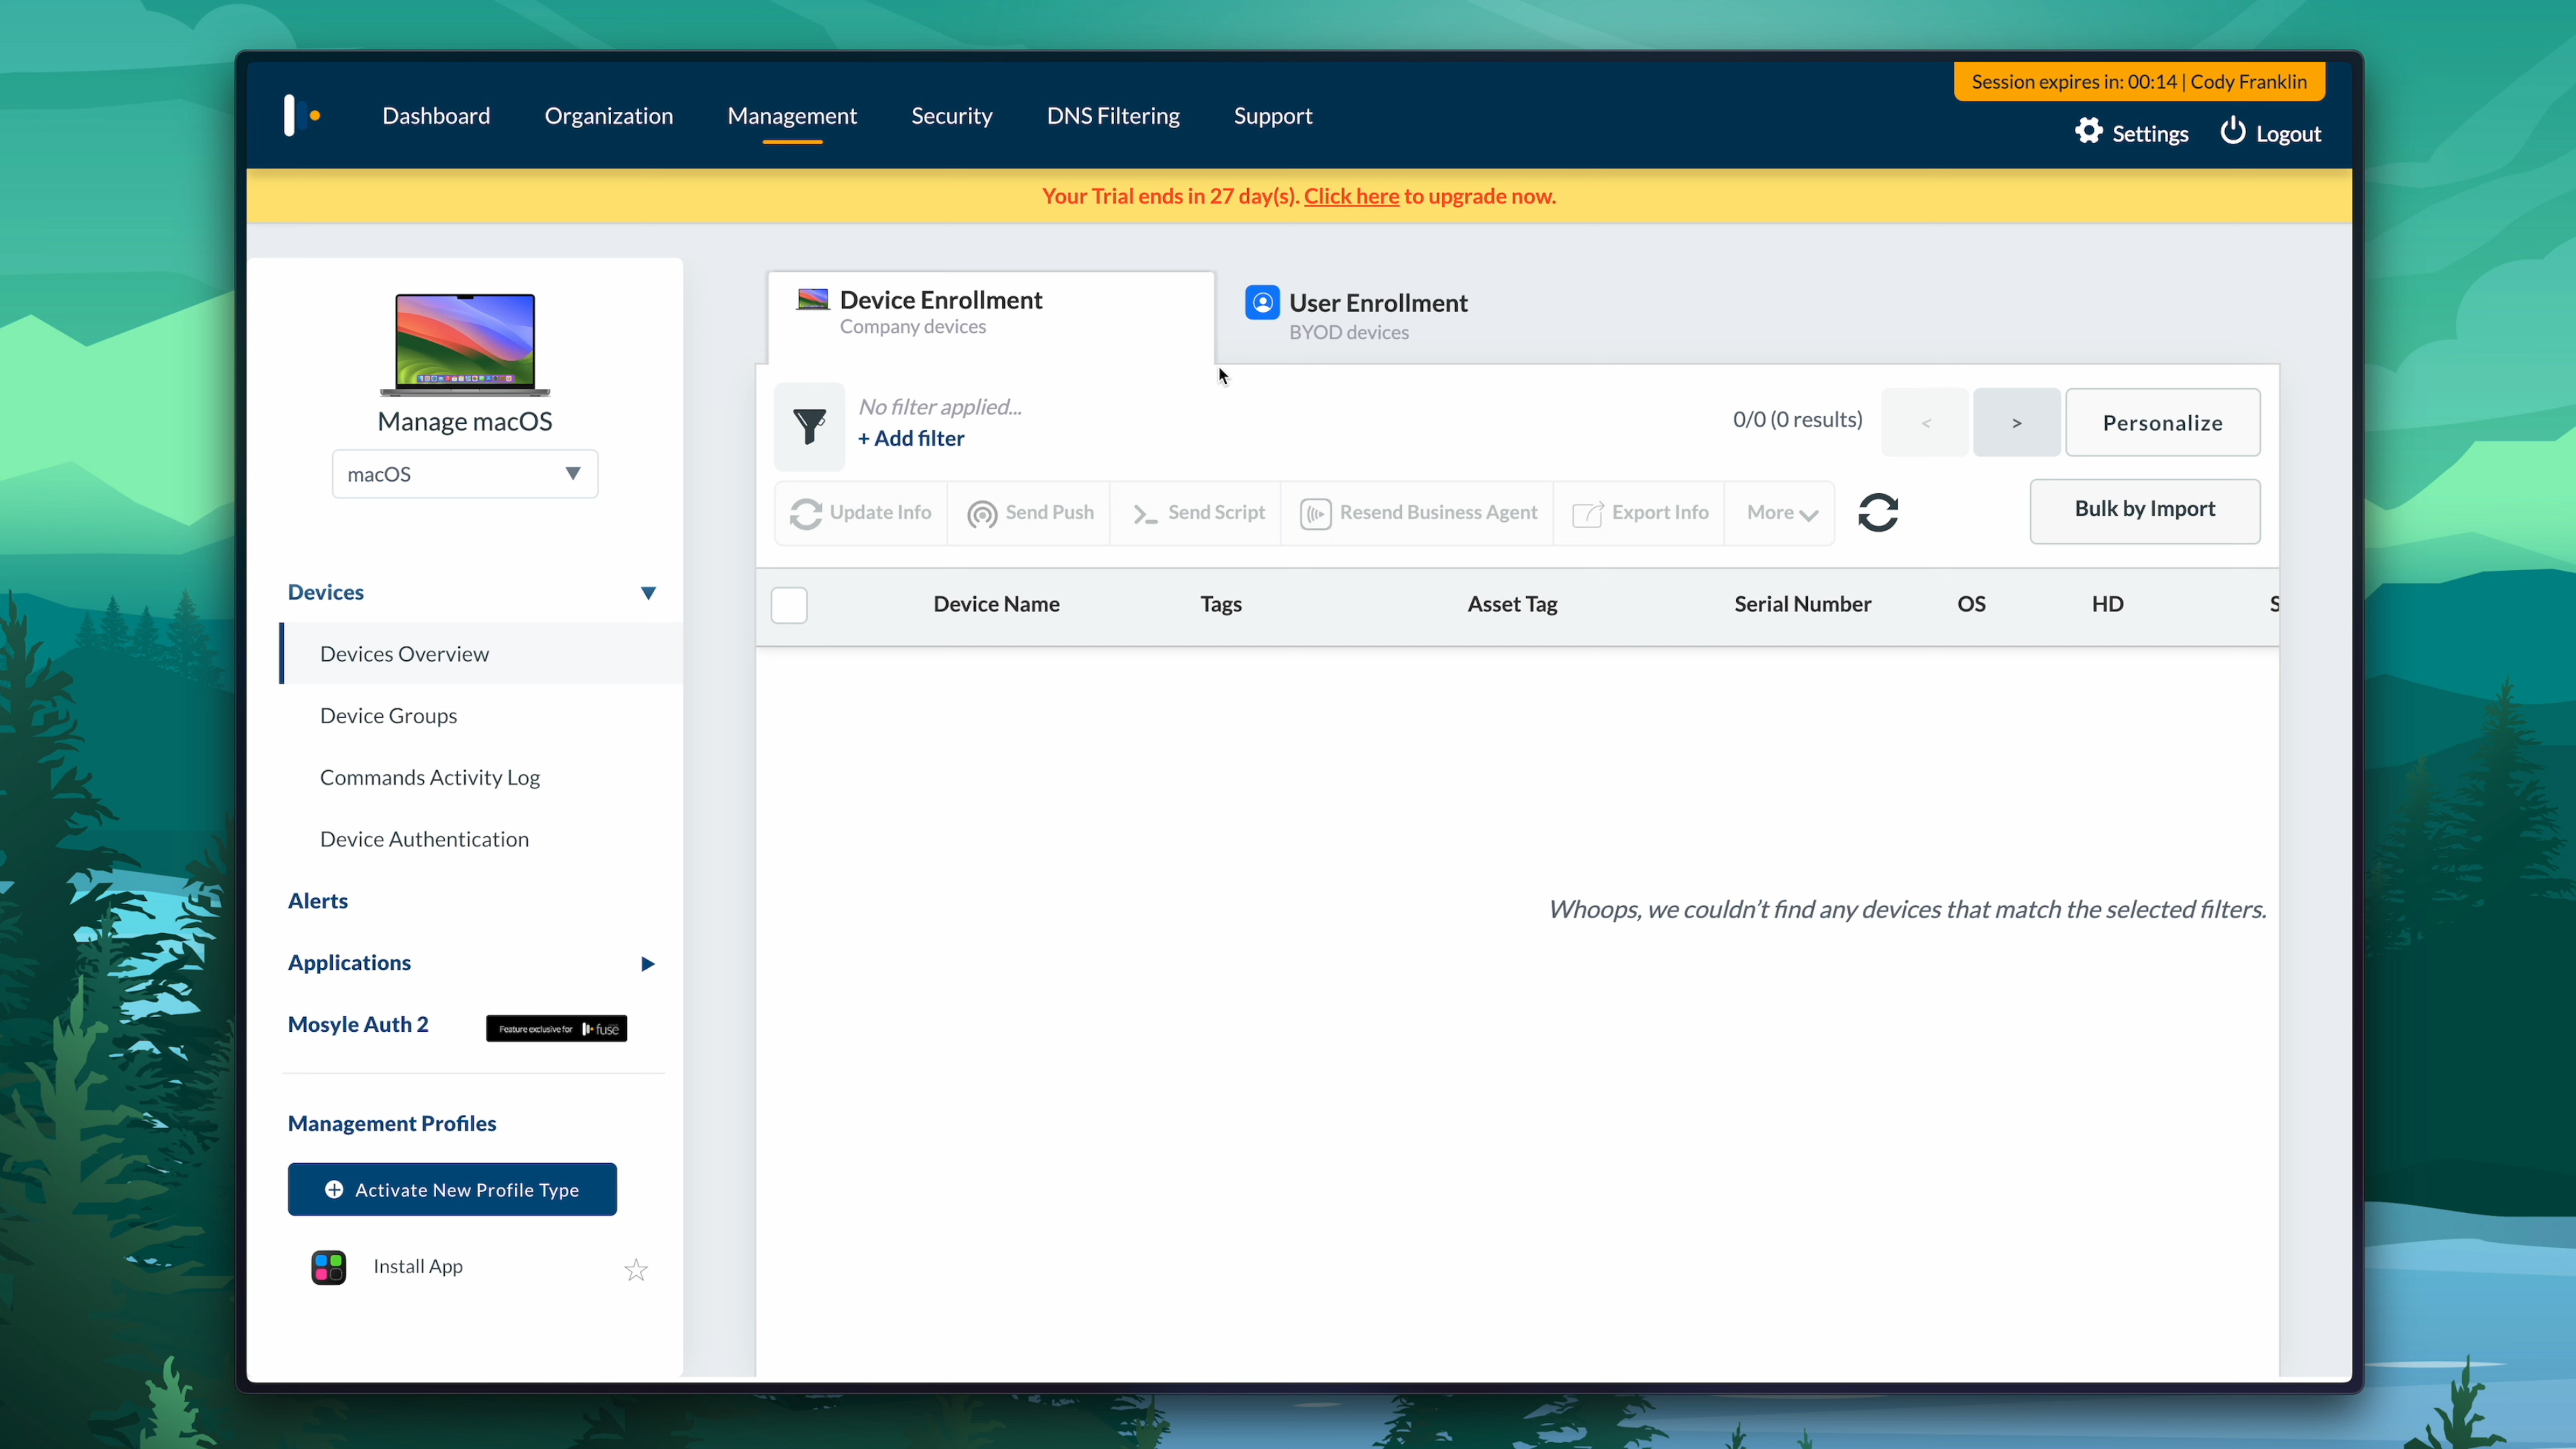 Session expires in: 00:14 | Cody Franklin
Dashboard
Organization
Management
Security
DNS Filtering
Support
Settings
Logout
Your Trial ends in 27 day(s). Click here to upgrade now.
Manage macOS
macOS
Devices
Devices Overview
Device Groups
Commands Activity Log
Device Authentication
Alerts
Applications
Mosyle Auth 2
Feature exclusive for fuse
Management Profiles
Activate New Profile Type
Install App
Device Enrollment
Company devices
User Enrollment
BYOD devices
No filter applied...
+ Add filter
0/0 (0 results)
<
>
Personalize
Update Info
Send Push
Send Script
Resend Business Agent
Export Info
More
Bulk by Import
Device Name
Tags
Asset Tag
Serial Number
OS
HD
S
Whoops, we couldn't find any devices that match the selected filters.